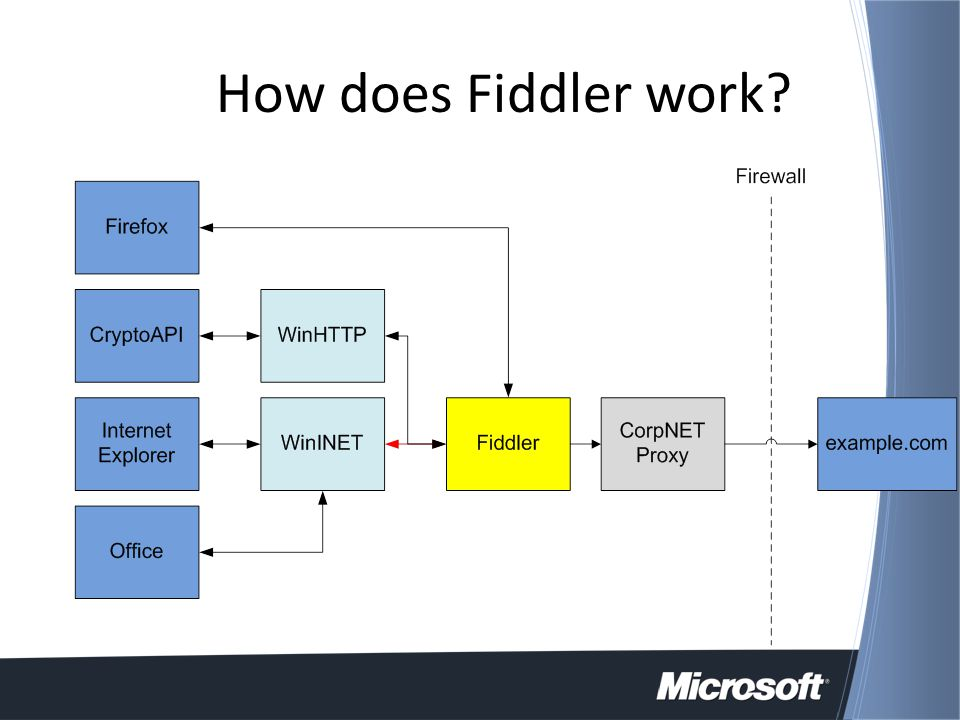 How does Fiddler work?
Firewall
Firefox
CryptoAPI
WinHTTP
Internet
Explorer
WinINET
Fiddler
CorpNET
Proxy
example.com
Office
Microsoft®